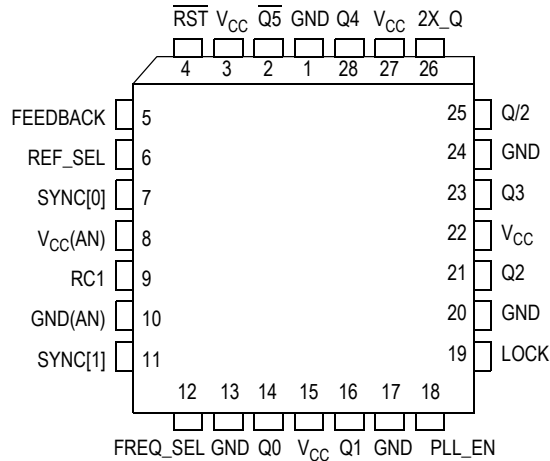 R̅S̅T̅ VCC Q̅5̅ GND Q4 VCC 2X_Q
4 3 2 1 28 27 26
FEEDBACK 5 25 Q/2
REF_SEL 6 24 GND
SYNC[0] 7 23 Q3
VCC(AN) 8 22 VCC
RC1 9 21 Q2
GND(AN) 10 20 GND
SYNC[1] 11 19 LOCK
12 13 14 15 16 17 18
FREQ_SEL GND Q0 VCC Q1 GND PLL_EN